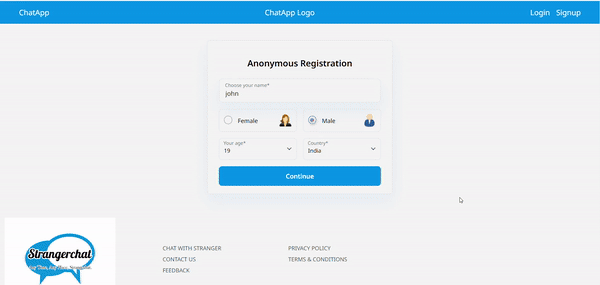 ChatApp
ChatApp Logo
Login Signup
Anonymous Registration
Choose your name*
john
Female
Male
Your age*
19
Country*
India
Continue
Strangerchat
CHAT WITH STRANGER
CONTACT US
FEEDBACK
PRIVACY POLICY
TERMS & CONDITIONS